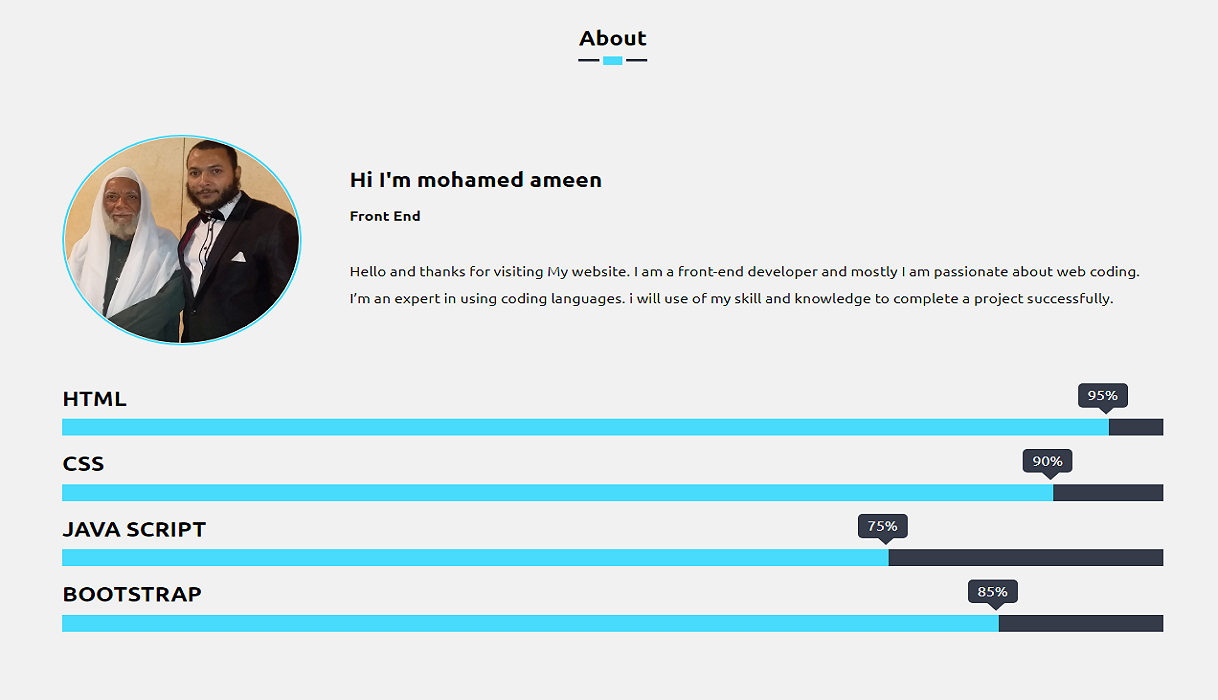 About
Hi I'm mohamed ameen
Front End
Hello and thanks for visiting My website. I am a front-end developer and mostly I am passionate about web coding.
I’m an expert in using coding languages. i will use of my skill and knowledge to complete a project successfully.
HTML
95%
CSS
90%
JAVA SCRIPT
75%
BOOTSTRAP
85%